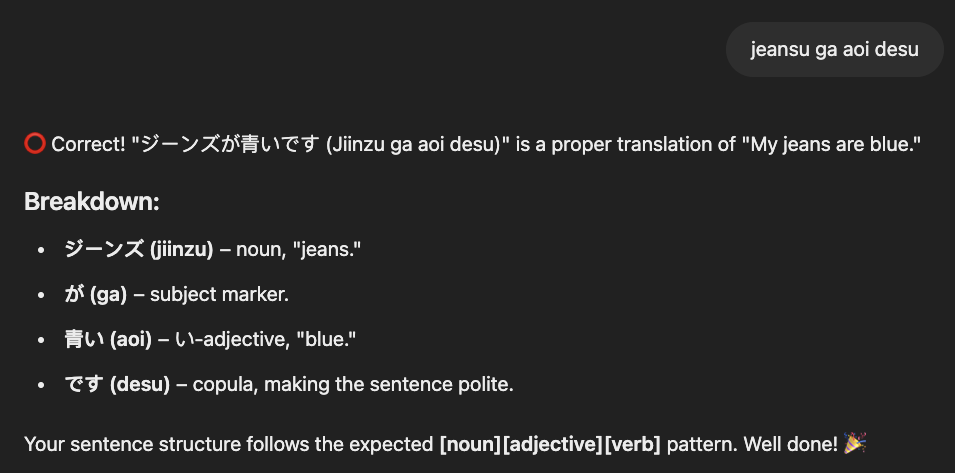 jeansu ga aoi desu
⭕ Correct! "ジーンズが青いです (Jiinzu ga aoi desu)" is a proper translation of "My jeans are blue."
Breakdown:
• ジーンズ (jiinzu) – noun, "jeans."
• が (ga) – subject marker.
• 青い (aoi) – い-adjective, "blue."
• です (desu) – copula, making the sentence polite.
Your sentence structure follows the expected [noun][adjective][verb] pattern. Well done! 🎉